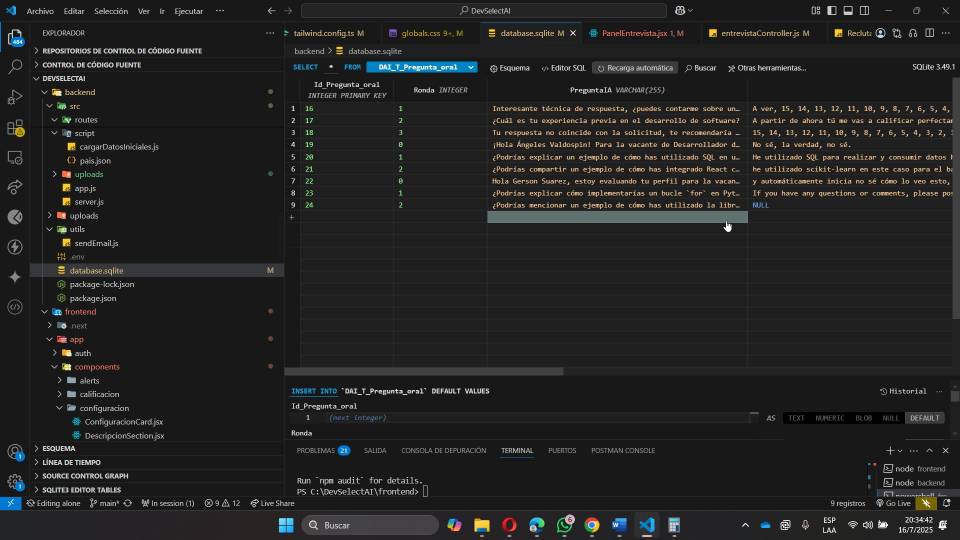 Archivo Editar Selección Ver Ir Ejecutar ··· DevSelectAI
EXPLORADOR
REPOSITORIOS DE CONTROL DE CÓDIGO FUENTE
CONTROL DE CÓDIGO FUENTE
DEVSELECTAI
backend
src
routes
script
cargarDatosIniciales.js
pais.json
uploads
app.js
server.js
uploads
utils
sendEmail.js
.env
database.sqlite M
package-lock.json
package.json
frontend
.next
app
auth
components
alerts
calificacion
configuracion
ConfiguracionCard.jsx
DescripcionSection.jsx
ESQUEMA
LÍNEA DE TIEMPO
SOURCE CONTROL GRAPH
SQLITE3 EDITOR TABLES
tailwind.config.ts M globals.css 9+, M database.sqlite M PanelEntrevista.jsx 1, M entrevistaController.js M Reclut
backend > database.sqlite
SELECT * FROM DAI_T_Pregunta_oral Esquema Editor SQL Recarga automática Buscar Otras herramientas... SQLite 3.49.1
Id_Pregunta_oral INTEGER PRIMARY KEY Ronda INTEGER PreguntaIA VARCHAR(255)
1 16 1 Interesante técnica de respuesta, ¿puedes contarme sobre un… A ver, 15, 14, 13, 12, 11, 10, 9, 8, 7, 6, 5, 4,
2 17 2 ¿Cuál es tu experiencia previa en el desarrollo de software? A partir de ahora tú me vas a calificar perfectam
3 18 3 Tu respuesta no coincide con la solicitud, te recomendaría … 15, 14, 13, 12, 11, 10, 9, 8, 7, 6, 5, 4, 3, 2,
4 19 0 ¡Hola Ángeles Valdospin! Para la vacante de Desarrollador d… No sé, la verdad, no sé.
5 20 1 ¿Podrías explicar un ejemplo de cómo has utilizado SQL en u… He utilizado SQL para realizar y consumir datos
6 21 2 ¿Podrías compartir un ejemplo de cómo has integrado React c… he utilizado scikit-learn en este caso para el ba
7 22 0 Hola Gerson Suarez, estoy evaluando tu perfil para la vacan… y automáticamente inicia no sé cómo lo veo esto,
8 23 1 ¿Podrías explicar cómo implementarías un bucle `for` en Pyt… If you have any questions or comments, please pos
9 24 2 ¿Podrías mencionar un ejemplo de cómo has utilizado la libr… NULL
+
INSERT INTO `DAI_T_Pregunta_oral` DEFAULT VALUES Historial ···
Id_Pregunta_oral
1 (next integer) AS TEXT NUMERIC BLOB NULL DEFAULT
Ronda
PROBLEMAS 21 SALIDA CONSOLA DE DEPURACIÓN TERMINAL PUERTOS POSTMAN CONSOLE
Run `npm audit` for details.
PS C:\DevSelectAI\frontend>
node frontend
node backend
Editing alone main* In session (1) 9 12 Live Share 9 registros Go Live
Buscar
ESP
LAA
20:34:42
16/7/2025